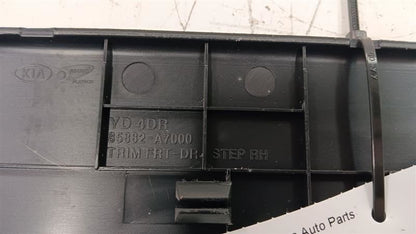 KIA
YD 4DR
85882-A7000
TRIM FRT-DR STEP RH
Auto Parts